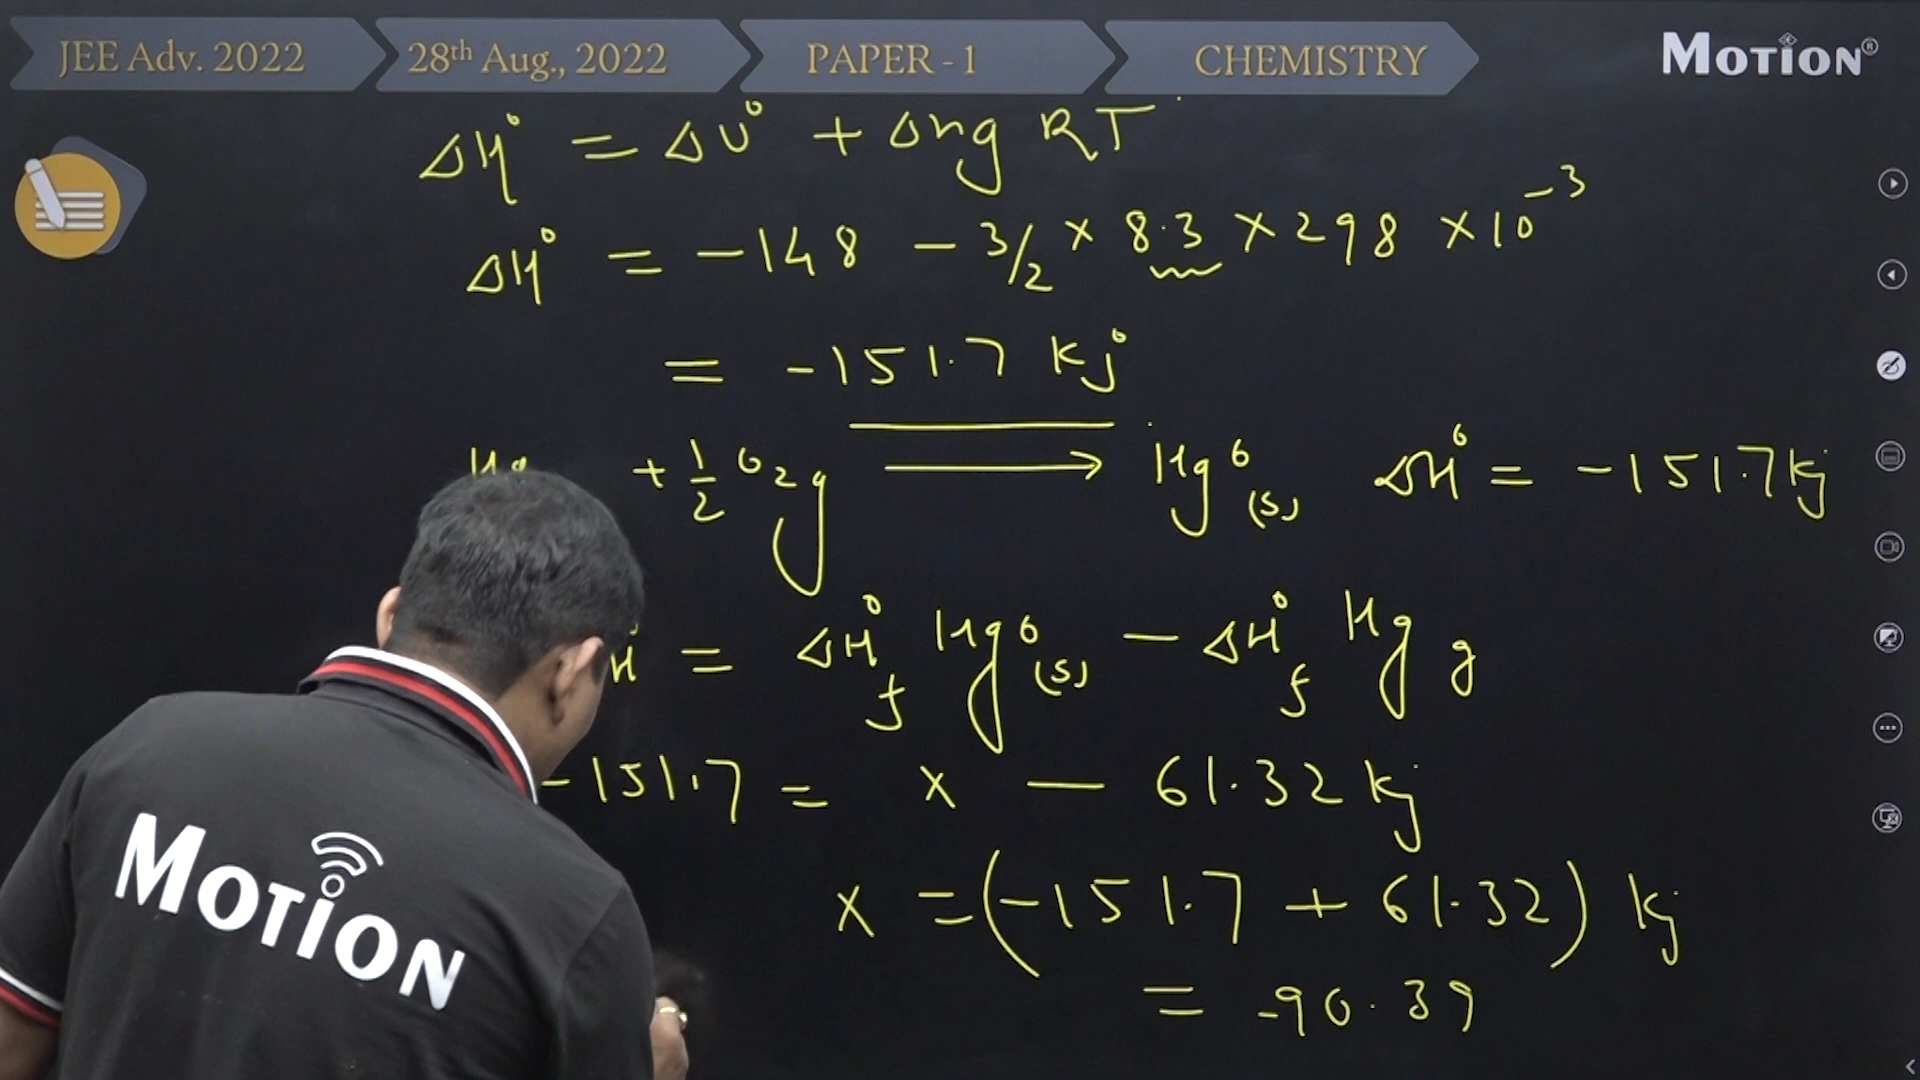 JEE Adv. 2022 28th Aug., 2022 PAPER - 1 CHEMISTRY MOTION®
ΔH° = ΔU° + Δng RT
ΔH° = -148 - 3/2 × 8.3 × 298 × 10⁻³
= -151.7 kj
Hg + 1/2 O2g → HgO(s) ΔH° = -151.7 kj
H° = ΔH°f HgO(s) - ΔH°f Hg g
-151.7 = x - 61.32 kj
x = (-151.7 + 61.32) kj
= -90.39
MOTION